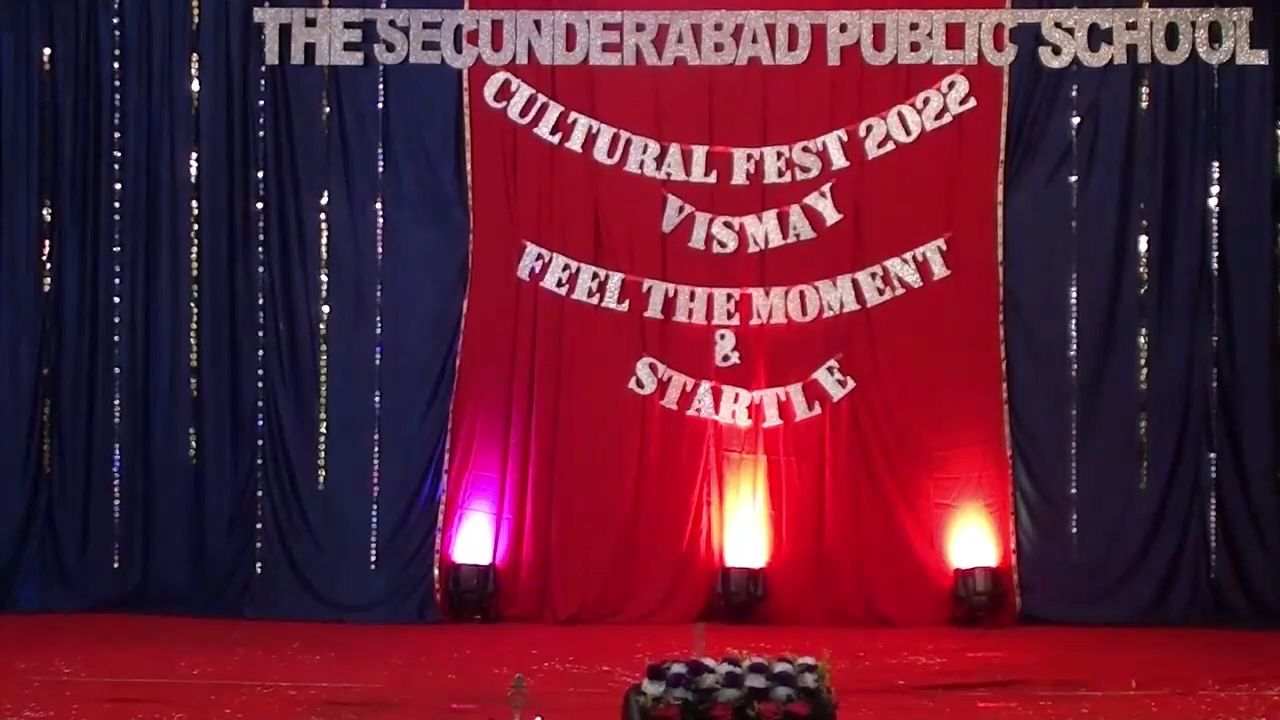 THE SECUNDERABAD PUBLIC SCHOOL
CULTURAL FEST 2022
VISMAY
FEEL THE MOMENT
&
STARTLE